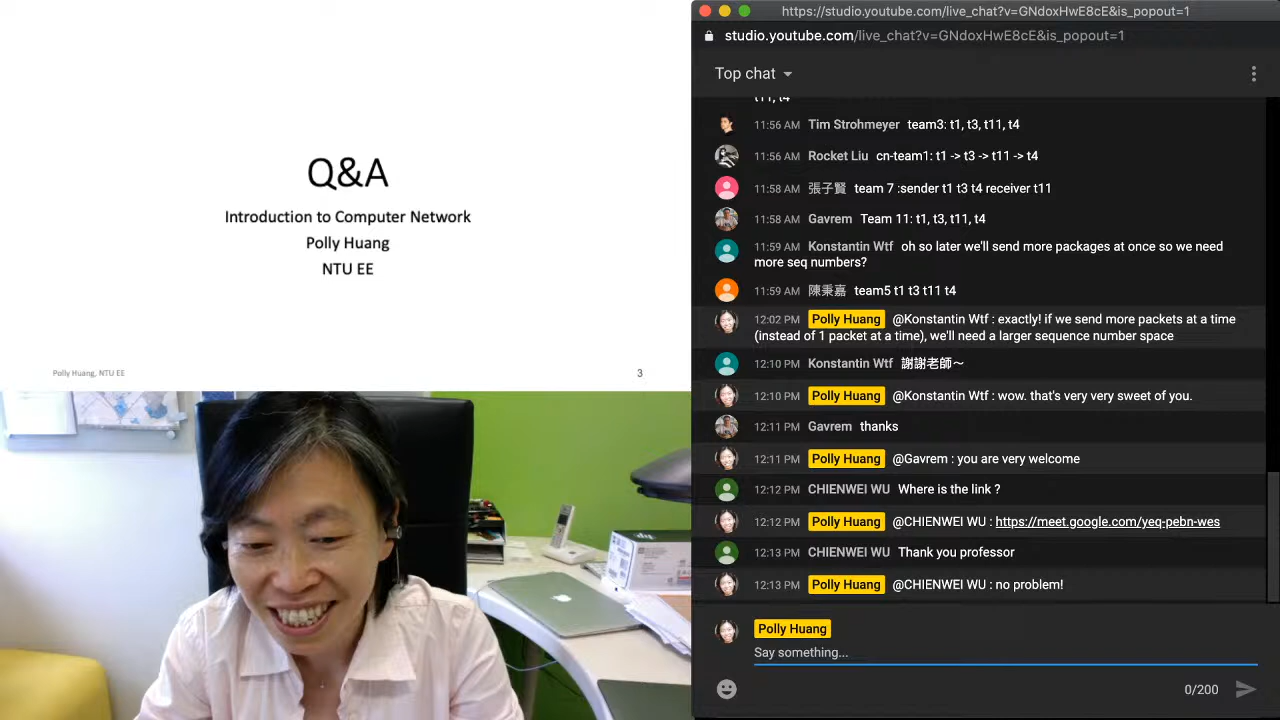 Q&A
Introduction to Computer Network
Polly Huang
NTU EE
Polly Huang, NTU EE
3
https://studio.youtube.com/live_chat?v=GNdoxHwE8cE&is_popout=1
studio.youtube.com/live_chat?v=GNdoxHwE8cE&is_popout=1
Top chat
t11, t4
11:56 AM Tim Strohmeyer team3: t1, t3, t11, t4
11:56 AM Rocket Liu cn-team1: t1 -> t3 -> t11 -> t4
11:58 AM 張子賢 team 7 :sender t1 t3 t4 receiver t11
11:58 AM Gavrem Team 11: t1, t3, t11, t4
11:59 AM Konstantin Wtf oh so later we'll send more packages at once so we need
more seq numbers?
11:59 AM 陳秉嘉 team5 t1 t3 t11 t4
12:02 PM Polly Huang @Konstantin Wtf : exactly! if we send more packets at a time
(instead of 1 packet at a time), we'll need a larger sequence number space
12:10 PM Konstantin Wtf 謝謝老師～
12:10 PM Polly Huang @Konstantin Wtf : wow. that's very very sweet of you.
12:11 PM Gavrem thanks
12:11 PM Polly Huang @Gavrem : you are very welcome
12:12 PM CHIENWEI WU Where is the link ?
12:12 PM Polly Huang @CHIENWEI WU : https://meet.google.com/yeq-pebn-wes
12:13 PM CHIENWEI WU Thank you professor
12:13 PM Polly Huang @CHIENWEI WU : no problem!
Polly Huang
Say something...
0/200